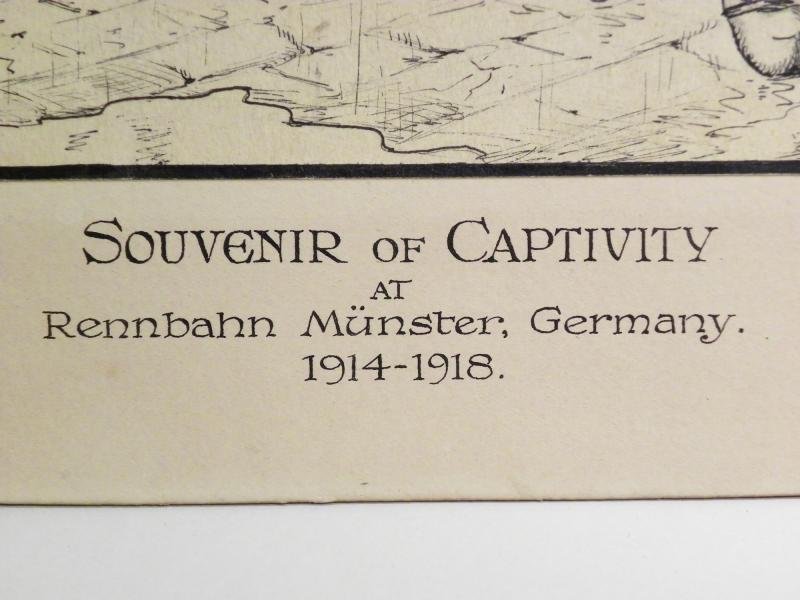 SOUVENIR OF CAPTIVITY
AT
Rennbahn Münster, Germany.
1914-1918.